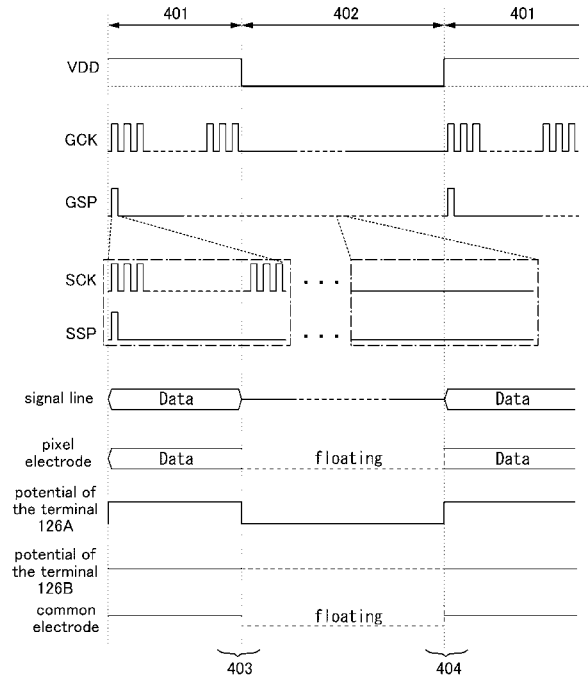 401 402 401
VDD
GCK
GSP
SCK
SSP
signal line Data Data
pixel
electrode Data floating Data
potential of
the terminal
126A
potential of
the terminal
126B
common
electrode floating
403 404